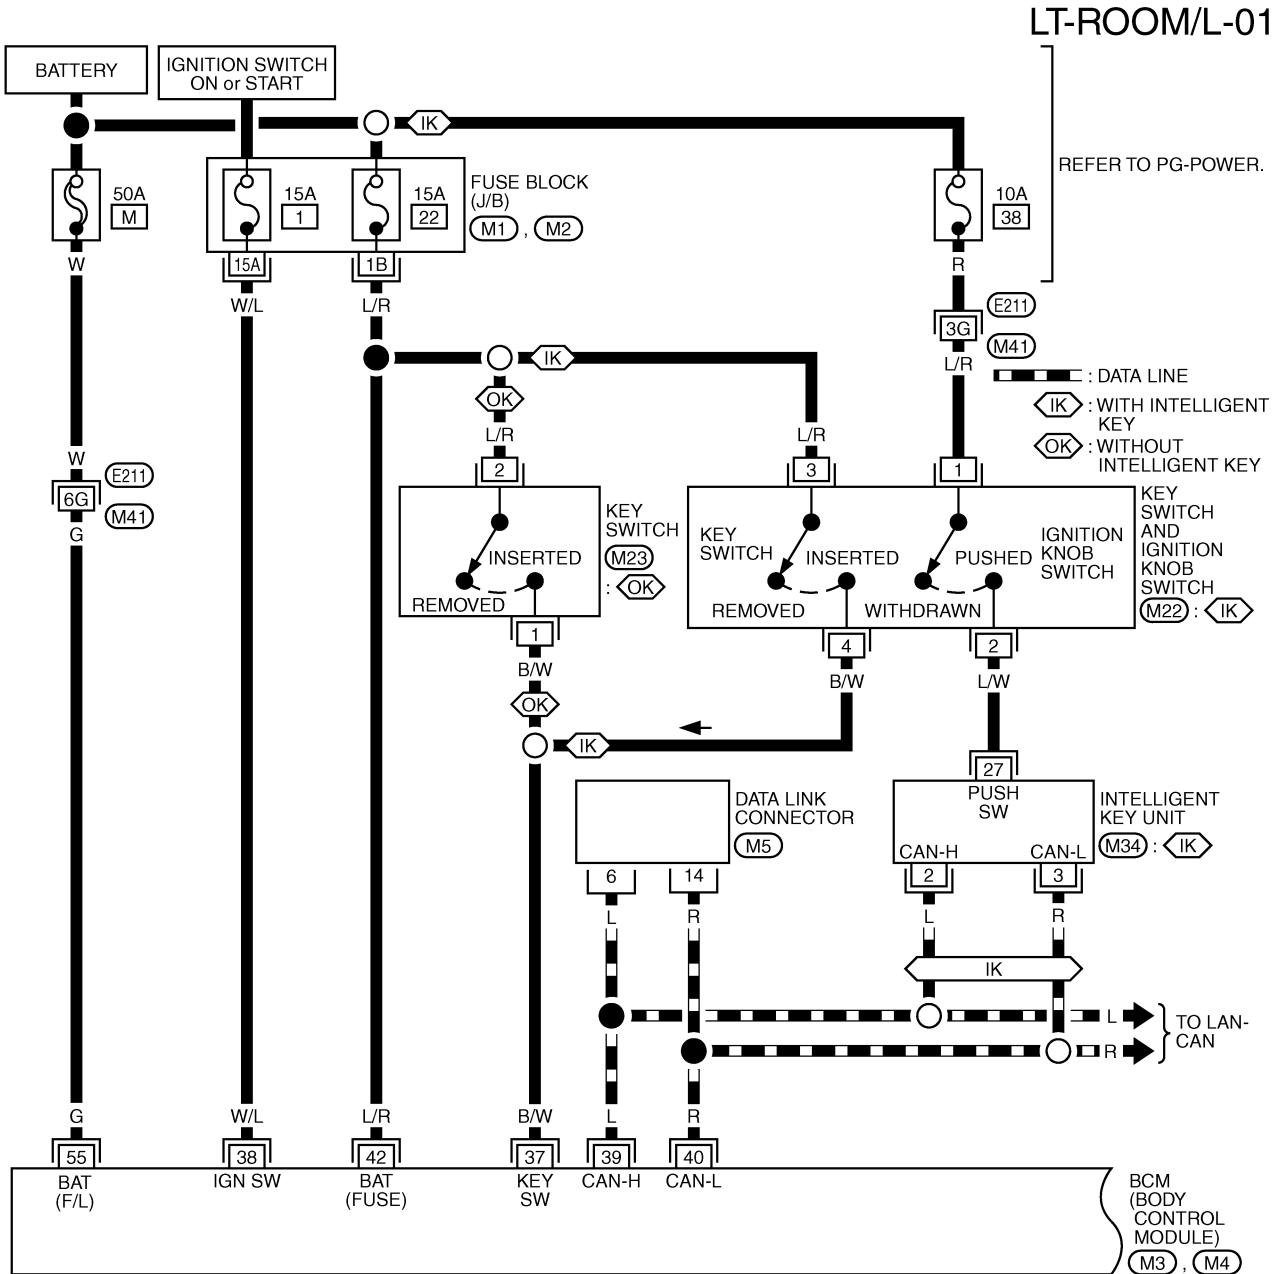 LT-ROOM/L-01
BATTERY
IGNITION SWITCH
ON or START
IK
REFER TO PG-POWER.
50A
M
15A
1
15A
22
FUSE BLOCK
(J/B)
M1 , M2
10A
38
W
15A
1B
R
W/L
L/R
E211
3G
M41
L/R
: DATA LINE
IK : WITH INTELLIGENT
KEY
OK : WITHOUT
INTELLIGENT KEY
IK
OK
L/R
L/R
W
E211
6G
M41
G
2
3
1
KEY
SWITCH
M23
: OK
INSERTED
REMOVED
KEY
SWITCH
INSERTED
REMOVED
PUSHED
WITHDRAWN
IGNITION
KNOB
SWITCH
KEY
SWITCH
AND
IGNITION
KNOB
SWITCH
M22 : IK
1
4
2
B/W
B/W
L/W
OK
IK
27
PUSH
SW
DATA LINK
CONNECTOR
M5
INTELLIGENT
KEY UNIT
M34 : IK
CAN-H
CAN-L
6
14
2
3
L
R
L
R
IK
L
R
TO LAN-
CAN
G
W/L
L/R
B/W
L
R
55
38
42
37
39
40
BAT
(F/L)
IGN SW
BAT
(FUSE)
KEY
SW
CAN-H
CAN-L
BCM
(BODY
CONTROL
MODULE)
M3 , M4